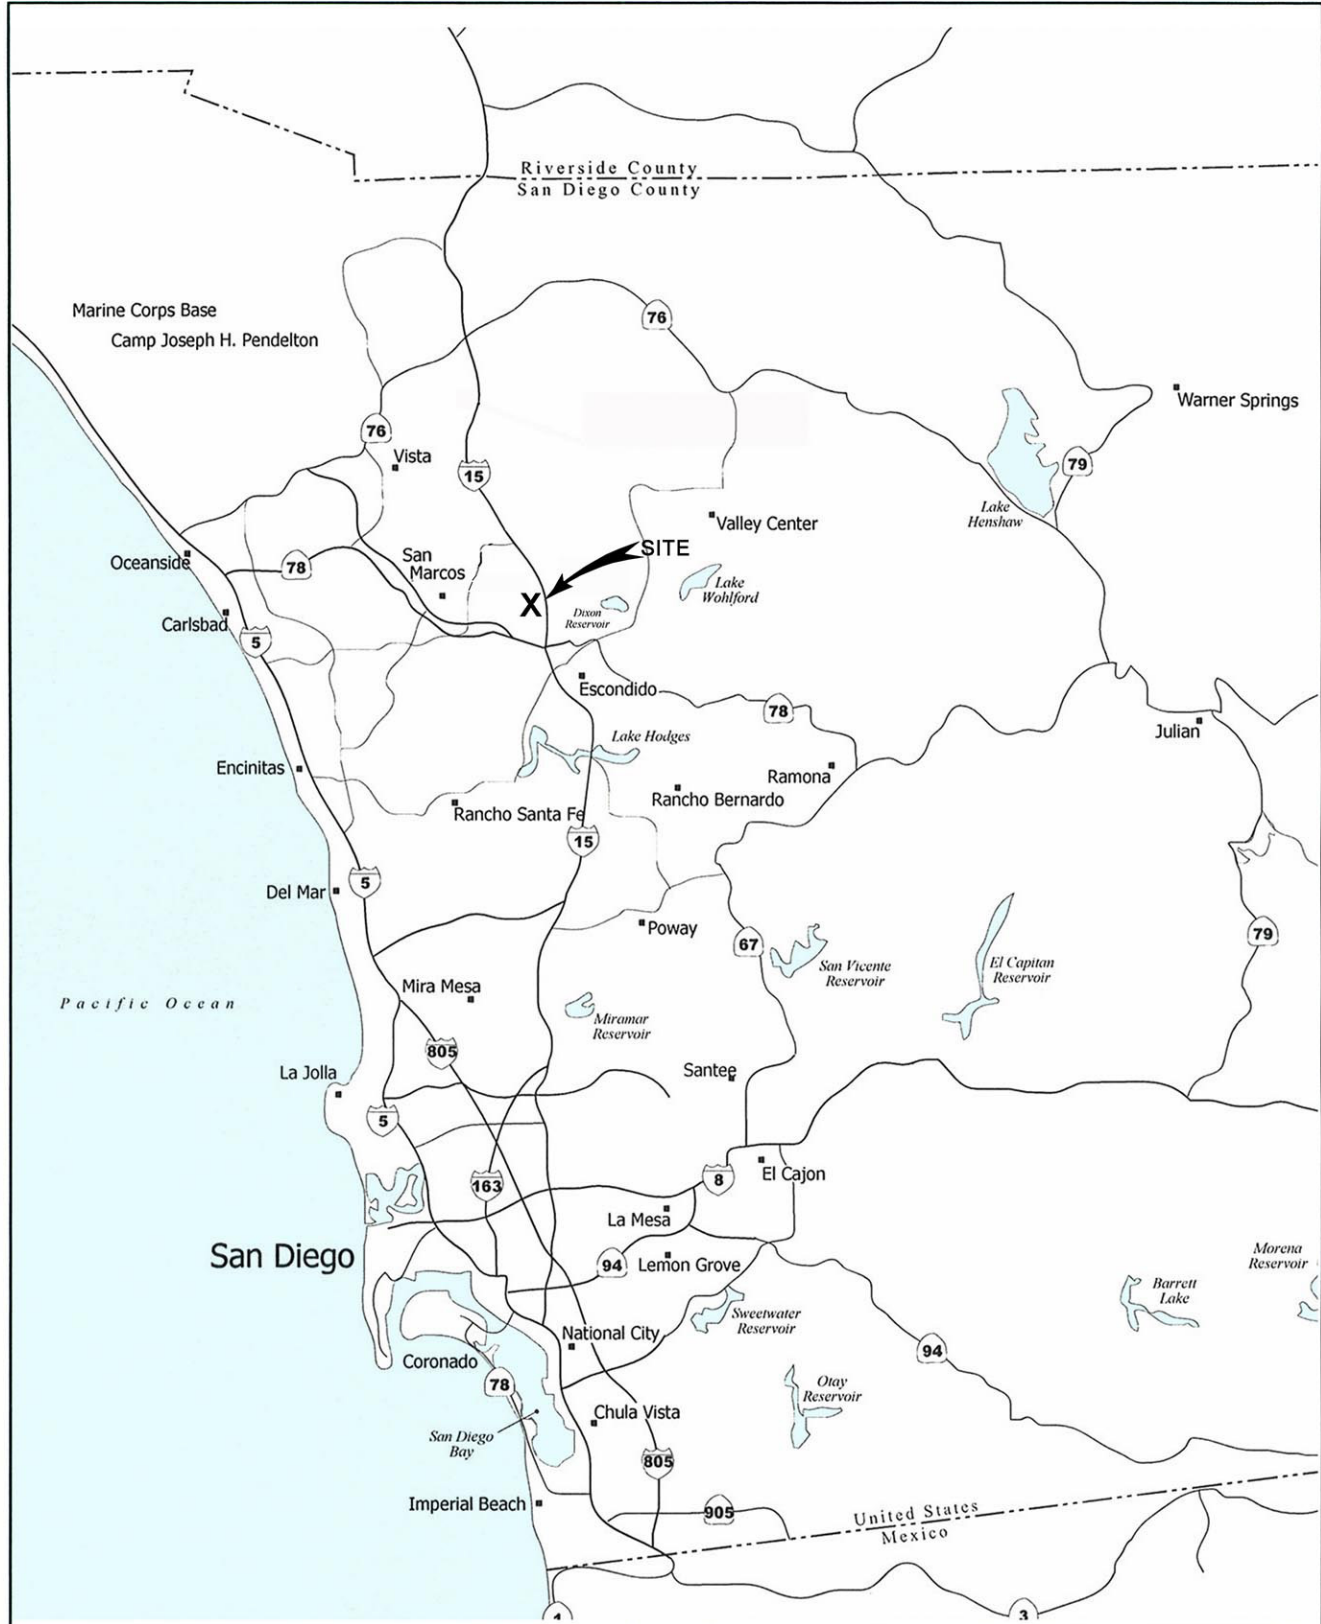 Riverside County
San Diego County
Marine Corps Base
Camp Joseph H. Pendelton
76
Warner Springs
76
Vista
15
79
Lake
Henshaw
Valley Center
SITE
Oceanside
78
San
Marcos
X
Dixon
Reservoir
Lake
Wohlford
Carlsbad
5
Escondido
78
Julian
Lake Hodges
Encinitas
Ramona
Rancho Bernardo
Rancho Santa Fe
15
5
Del Mar
Poway
67
79
San Vicente
Reservoir
El Capitan
Reservoir
Mira Mesa
Pacific Ocean
Miramar
Reservoir
805
La Jolla
Santee
5
163
8
El Cajon
La Mesa
San Diego
94
Lemon Grove
Morena
Reservoir
Barrett
Lake
Sweetwater
Reservoir
National City
94
Coronado
78
Otay
Reservoir
Chula Vista
San Diego
Bay
805
Imperial Beach
905
United States
Mexico
1
3